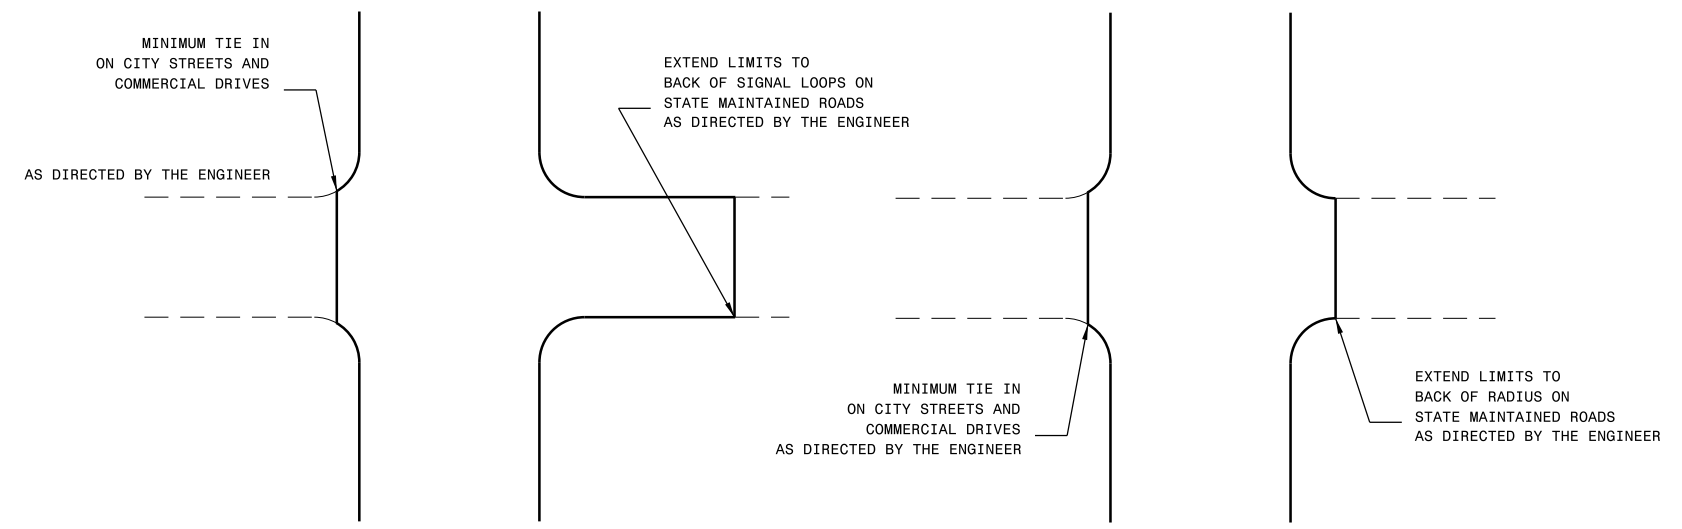 MINIMUM TIE IN
ON CITY STREETS AND
COMMERCIAL DRIVES
AS DIRECTED BY THE ENGINEER
EXTEND LIMITS TO
BACK OF SIGNAL LOOPS ON
STATE MAINTAINED ROADS
AS DIRECTED BY THE ENGINEER
MINIMUM TIE IN
ON CITY STREETS AND
COMMERCIAL DRIVES
AS DIRECTED BY THE ENGINEER
EXTEND LIMITS TO
BACK OF RADIUS ON
STATE MAINTAINED ROADS
AS DIRECTED BY THE ENGINEER